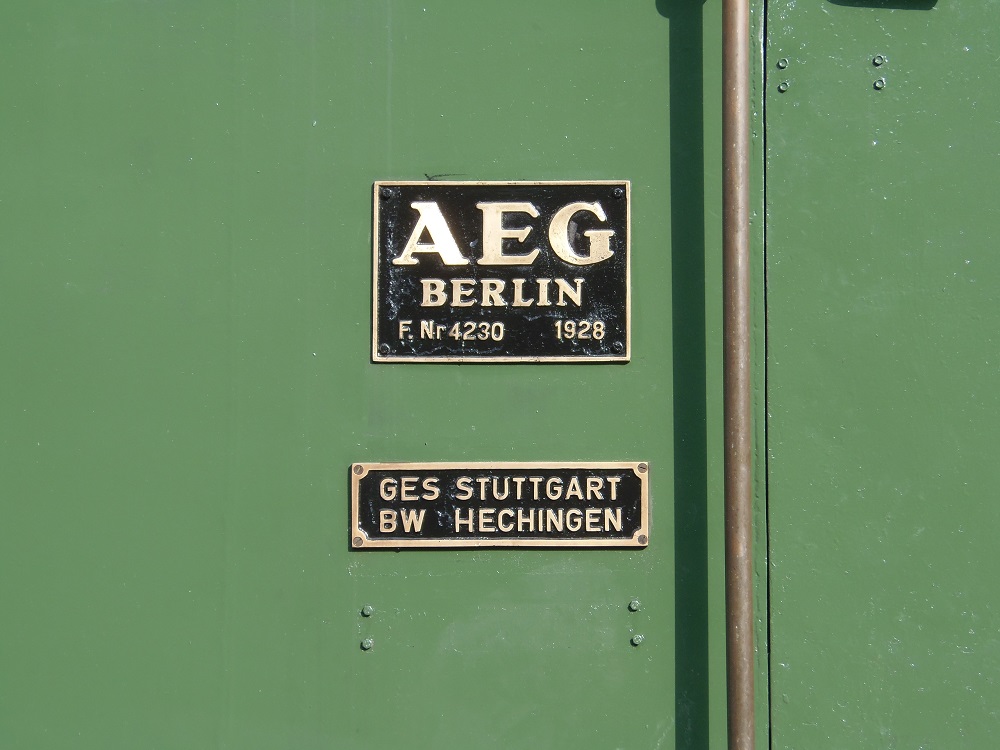 AEG
BERLIN
F. Nr 4230 1928
GES STUTTGART
BW HECHINGEN